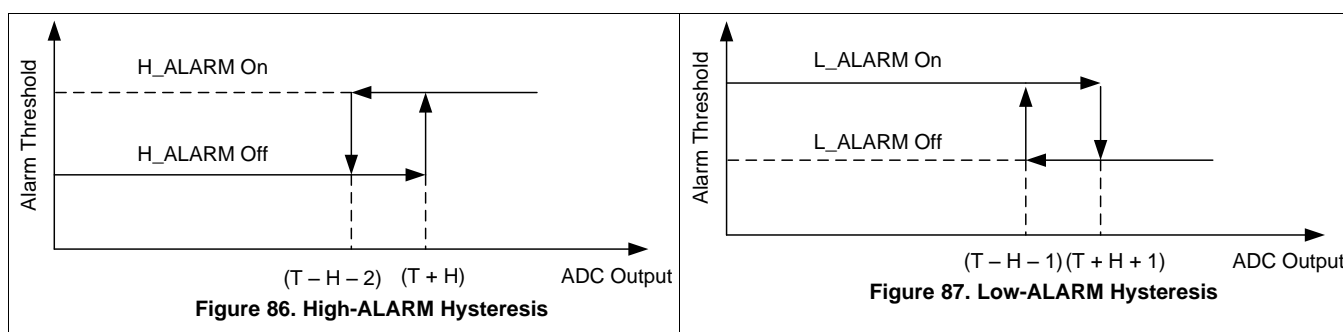 Alarm Threshold
H_ALARM On
H_ALARM Off
(T – H – 2)
(T + H)
ADC Output
Figure 86. High-ALARM Hysteresis
Alarm Threshold
L_ALARM On
L_ALARM Off
(T – H – 1)
(T + H + 1)
ADC Output
Figure 87. Low-ALARM Hysteresis